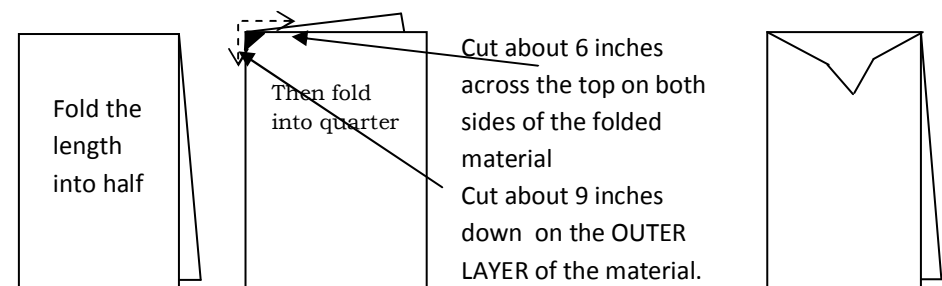 Fold the
length
into half
Then fold
into quarter
Cut about 6 inches
across the top on both
sides of the folded
material
Cut about 9 inches
down on the OUTER
LAYER of the material.